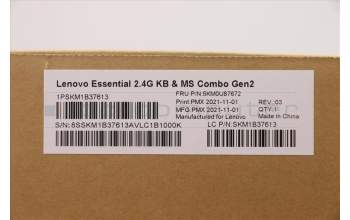 Lenovo Essential 2.4G KB & MS Combo Gen2
1PSKM1B37613
FRU P/N:SKM0U87672
Print PMX 2021-11-01 REV.:03
MFG.PMX 2021-11-01 QTY:1
Manufactured for Lenovo Made in China
S/N:8SSKM1B37613AVLC1B1000K LC P/N:SKM1B37613